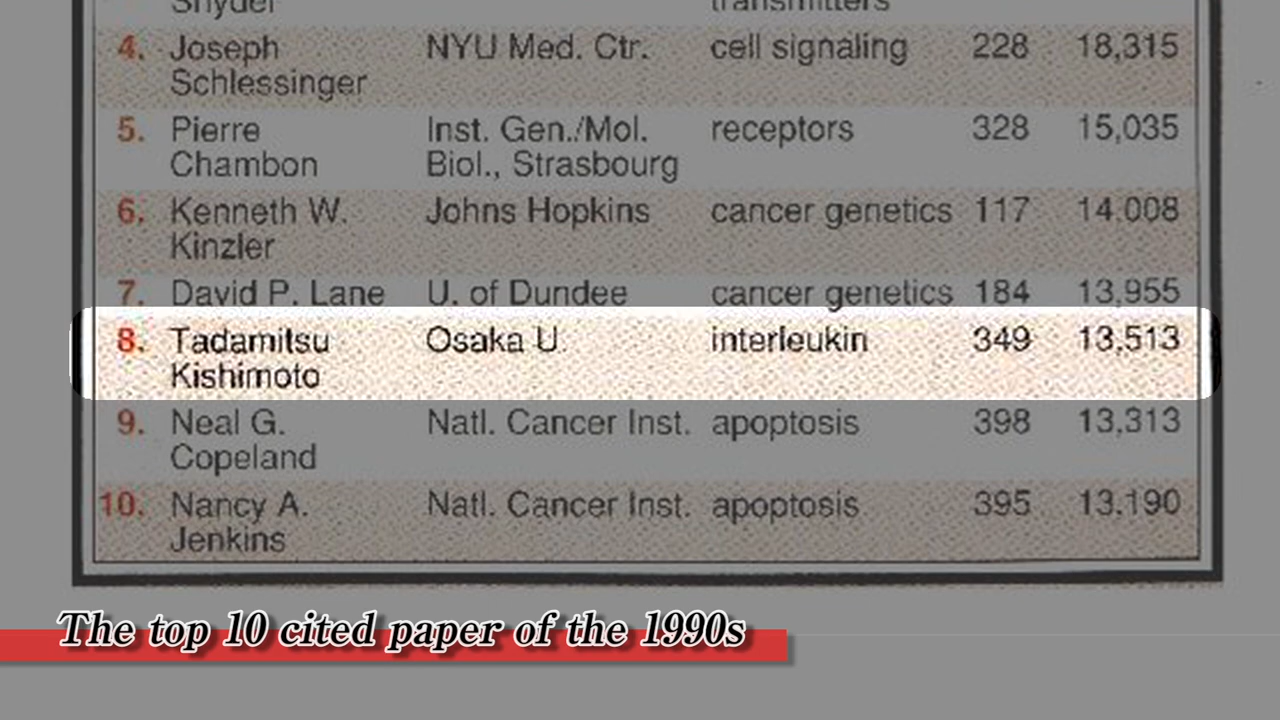 Snyder transmitters
4. Joseph NYU Med. Ctr. cell signaling 228 18,315
Schlessinger
5. Pierre Inst. Gen./Mol. receptors 328 15,035
Chambon Biol., Strasbourg
6. Kenneth W. Johns Hopkins cancer genetics 117 14.008
Kinzler
7. David P. Lane U. of Dundee cancer genetics 184 13,955
8. Tadamitsu Osaka U. interleukin 349 13,513
Kishimoto
9. Neal G. Natl. Cancer Inst. apoptosis 398 13,313
Copeland
10. Nancy A. Natl. Cancer Inst. apoptosis 395 13.190
Jenkins
The top 10 cited paper of the 1990s